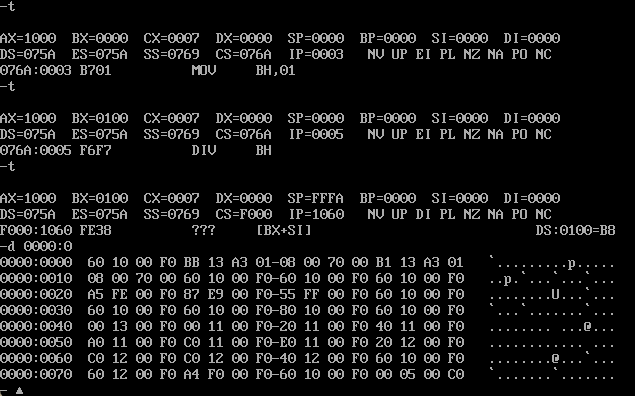 -t
AX=1000 BX=0000 CX=0007 DX=0000 SP=0000 BP=0000 SI=0000 DI=0000
DS=075A ES=075A SS=0769 CS=076A IP=0003 NV UP EI PL NZ NA PO NC
076A:0003 B701 MOV BH,01
-t
AX=1000 BX=0100 CX=0007 DX=0000 SP=0000 BP=0000 SI=0000 DI=0000
DS=075A ES=075A SS=0769 CS=076A IP=0005 NV UP EI PL NZ NA PO NC
076A:0005 F6F7 DIV BH
-t
AX=1000 BX=0100 CX=0007 DX=0000 SP=FFFA BP=0000 SI=0000 DI=0000
DS=075A ES=075A SS=0769 CS=F000 IP=1060 NV UP DI PL NZ NA PO NC
F000:1060 FE38 ??? [BX+SI] DS:0100=B8
-d 0000:0
0000:0000 60 10 00 F0 BB 13 A3 01-08 00 70 00 B1 13 A3 01 `.........p.....
0000:0010 08 00 70 00 60 10 00 F0-60 10 00 F0 60 10 00 F0 ..p.`...`...`...
0000:0020 A5 FE 00 F0 87 E9 00 F0-55 FF 00 F0 60 10 00 F0 ........U...`...
0000:0030 60 10 00 F0 60 10 00 F0-80 10 00 F0 60 10 00 F0 `...`.......`...
0000:0040 00 13 00 F0 00 11 00 F0-20 11 00 F0 40 11 00 F0 ........ ...@...
0000:0050 A0 11 00 F0 C0 11 00 F0-E0 11 00 F0 20 12 00 F0 ............ ...
0000:0060 C0 12 00 F0 C0 12 00 F0-40 12 00 F0 60 10 00 F0 ........@...`...
0000:0070 60 12 00 F0 A4 F0 00 F0-60 10 00 F0 00 05 00 C0 `.......`.......
-